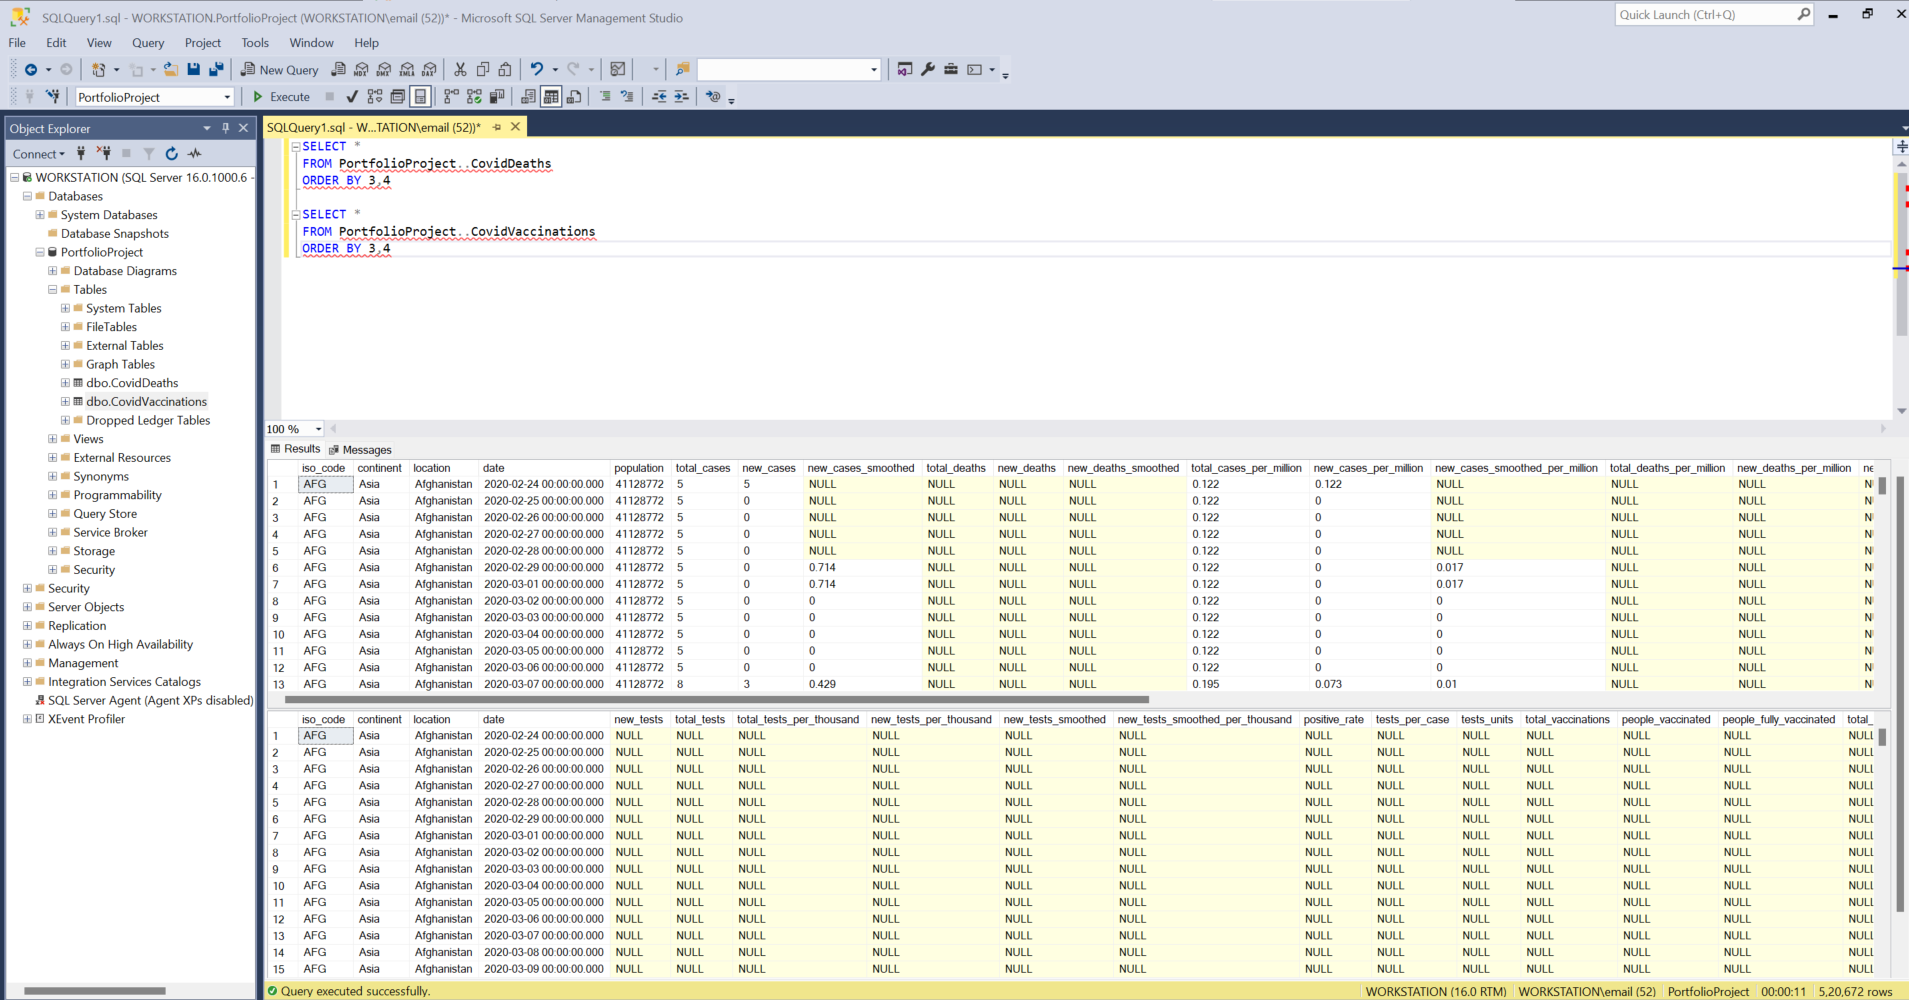 SQLQuery1.sql - WORKSTATION.PortfolioProject (WORKSTATION\email (52))* - Microsoft SQL Server Management Studio
Quick Launch (Ctrl+Q)
File Edit View Query Project Tools Window Help
New Query MDX DMX XMLA DAX
PortfolioProject Execute
Object Explorer
Connect
WORKSTATION (SQL Server 16.0.1000.6 -
Databases
System Databases
Database Snapshots
PortfolioProject
Database Diagrams
Tables
System Tables
FileTables
External Tables
Graph Tables
dbo.CovidDeaths
dbo.CovidVaccinations
Dropped Ledger Tables
Views
External Resources
Synonyms
Programmability
Query Store
Service Broker
Storage
Security
Security
Server Objects
Replication
Always On High Availability
Management
Integration Services Catalogs
SQL Server Agent (Agent XPs disabled)
XEvent Profiler
SQLQuery1.sql - W...TATION\email (52))*
SELECT *
FROM PortfolioProject..CovidDeaths
ORDER BY 3,4
SELECT *
FROM PortfolioProject..CovidVaccinations
ORDER BY 3,4
100 %
Results Messages
iso_code continent location date population total_cases new_cases new_cases_smoothed total_deaths new_deaths new_deaths_smoothed total_cases_per_million new_cases_per_million new_cases_smoothed_per_million total_deaths_per_million new_deaths_per_million ne
1 AFG Asia Afghanistan 2020-02-24 00:00:00.000 41128772 5 5 NULL NULL NULL NULL 0.122 0.122 NULL NULL NULL
2 AFG Asia Afghanistan 2020-02-25 00:00:00.000 41128772 5 0 NULL NULL NULL NULL 0.122 0 NULL NULL NULL
3 AFG Asia Afghanistan 2020-02-26 00:00:00.000 41128772 5 0 NULL NULL NULL NULL 0.122 0 NULL NULL NULL
4 AFG Asia Afghanistan 2020-02-27 00:00:00.000 41128772 5 0 NULL NULL NULL NULL 0.122 0 NULL NULL NULL
5 AFG Asia Afghanistan 2020-02-28 00:00:00.000 41128772 5 0 NULL NULL NULL NULL 0.122 0 NULL NULL NULL
6 AFG Asia Afghanistan 2020-02-29 00:00:00.000 41128772 5 0 0.714 NULL NULL NULL 0.122 0 0.017 NULL NULL
7 AFG Asia Afghanistan 2020-03-01 00:00:00.000 41128772 5 0 0.714 NULL NULL NULL 0.122 0 0.017 NULL NULL
8 AFG Asia Afghanistan 2020-03-02 00:00:00.000 41128772 5 0 0 NULL NULL NULL 0.122 0 0 NULL NULL
9 AFG Asia Afghanistan 2020-03-03 00:00:00.000 41128772 5 0 0 NULL NULL NULL 0.122 0 0 NULL NULL
10 AFG Asia Afghanistan 2020-03-04 00:00:00.000 41128772 5 0 0 NULL NULL NULL 0.122 0 0 NULL NULL
11 AFG Asia Afghanistan 2020-03-05 00:00:00.000 41128772 5 0 0 NULL NULL NULL 0.122 0 0 NULL NULL
12 AFG Asia Afghanistan 2020-03-06 00:00:00.000 41128772 5 0 0 NULL NULL NULL 0.122 0 0 NULL NULL
13 AFG Asia Afghanistan 2020-03-07 00:00:00.000 41128772 8 3 0.429 NULL NULL NULL 0.195 0.073 0.01 NULL NULL
iso_code continent location date new_tests total_tests total_tests_per_thousand new_tests_per_thousand new_tests_smoothed new_tests_smoothed_per_thousand positive_rate tests_per_case tests_units total_vaccinations people_vaccinated people_fully_vaccinated total_
1 AFG Asia Afghanistan 2020-02-24 00:00:00.000 NULL NULL NULL NULL NULL NULL NULL NULL NULL NULL NULL NULL NULL
2 AFG Asia Afghanistan 2020-02-25 00:00:00.000 NULL NULL NULL NULL NULL NULL NULL NULL NULL NULL NULL NULL NULL
3 AFG Asia Afghanistan 2020-02-26 00:00:00.000 NULL NULL NULL NULL NULL NULL NULL NULL NULL NULL NULL NULL NULL
4 AFG Asia Afghanistan 2020-02-27 00:00:00.000 NULL NULL NULL NULL NULL NULL NULL NULL NULL NULL NULL NULL NULL
5 AFG Asia Afghanistan 2020-02-28 00:00:00.000 NULL NULL NULL NULL NULL NULL NULL NULL NULL NULL NULL NULL NULL
6 AFG Asia Afghanistan 2020-02-29 00:00:00.000 NULL NULL NULL NULL NULL NULL NULL NULL NULL NULL NULL NULL NULL
7 AFG Asia Afghanistan 2020-03-01 00:00:00.000 NULL NULL NULL NULL NULL NULL NULL NULL NULL NULL NULL NULL NULL
8 AFG Asia Afghanistan 2020-03-02 00:00:00.000 NULL NULL NULL NULL NULL NULL NULL NULL NULL NULL NULL NULL NULL
9 AFG Asia Afghanistan 2020-03-03 00:00:00.000 NULL NULL NULL NULL NULL NULL NULL NULL NULL NULL NULL NULL NULL
10 AFG Asia Afghanistan 2020-03-04 00:00:00.000 NULL NULL NULL NULL NULL NULL NULL NULL NULL NULL NULL NULL NULL
11 AFG Asia Afghanistan 2020-03-05 00:00:00.000 NULL NULL NULL NULL NULL NULL NULL NULL NULL NULL NULL NULL NULL
12 AFG Asia Afghanistan 2020-03-06 00:00:00.000 NULL NULL NULL NULL NULL NULL NULL NULL NULL NULL NULL NULL NULL
13 AFG Asia Afghanistan 2020-03-07 00:00:00.000 NULL NULL NULL NULL NULL NULL NULL NULL NULL NULL NULL NULL NULL
14 AFG Asia Afghanistan 2020-03-08 00:00:00.000 NULL NULL NULL NULL NULL NULL NULL NULL NULL NULL NULL NULL NULL
15 AFG Asia Afghanistan 2020-03-09 00:00:00.000 NULL NULL NULL NULL NULL NULL NULL NULL NULL NULL NULL NULL NULL
Query executed successfully. WORKSTATION (16.0 RTM) WORKSTATION\email (52) PortfolioProject 00:00:11 5,20,672 rows